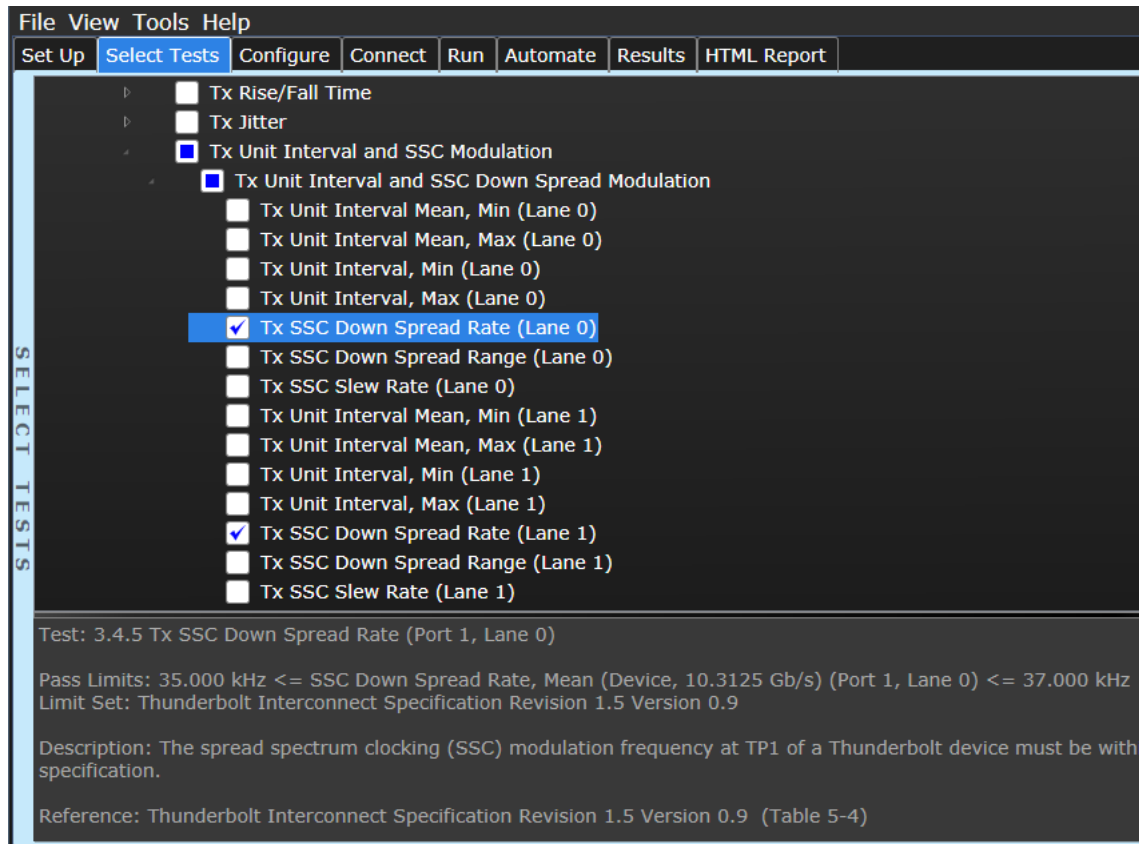 File View Tools Help
Set Up Select Tests Configure Connect Run Automate Results HTML Report
Tx Rise/Fall Time
Tx Jitter
Tx Unit Interval and SSC Modulation
Tx Unit Interval and SSC Down Spread Modulation
Tx Unit Interval Mean, Min (Lane 0)
Tx Unit Interval Mean, Max (Lane 0)
Tx Unit Interval, Min (Lane 0)
Tx Unit Interval, Max (Lane 0)
Tx SSC Down Spread Rate (Lane 0)
Tx SSC Down Spread Range (Lane 0)
Tx SSC Slew Rate (Lane 0)
Tx Unit Interval Mean, Min (Lane 1)
Tx Unit Interval Mean, Max (Lane 1)
Tx Unit Interval, Min (Lane 1)
Tx Unit Interval, Max (Lane 1)
Tx SSC Down Spread Rate (Lane 1)
Tx SSC Down Spread Range (Lane 1)
Tx SSC Slew Rate (Lane 1)
SELECT TESTS
Test: 3.4.5 Tx SSC Down Spread Rate (Port 1, Lane 0)
Pass Limits: 35.000 kHz <= SSC Down Spread Rate, Mean (Device, 10.3125 Gb/s) (Port 1, Lane 0) <= 37.000 kHz
Limit Set: Thunderbolt Interconnect Specification Revision 1.5 Version 0.9
Description: The spread spectrum clocking (SSC) modulation frequency at TP1 of a Thunderbolt device must be with
specification.
Reference: Thunderbolt Interconnect Specification Revision 1.5 Version 0.9 (Table 5-4)